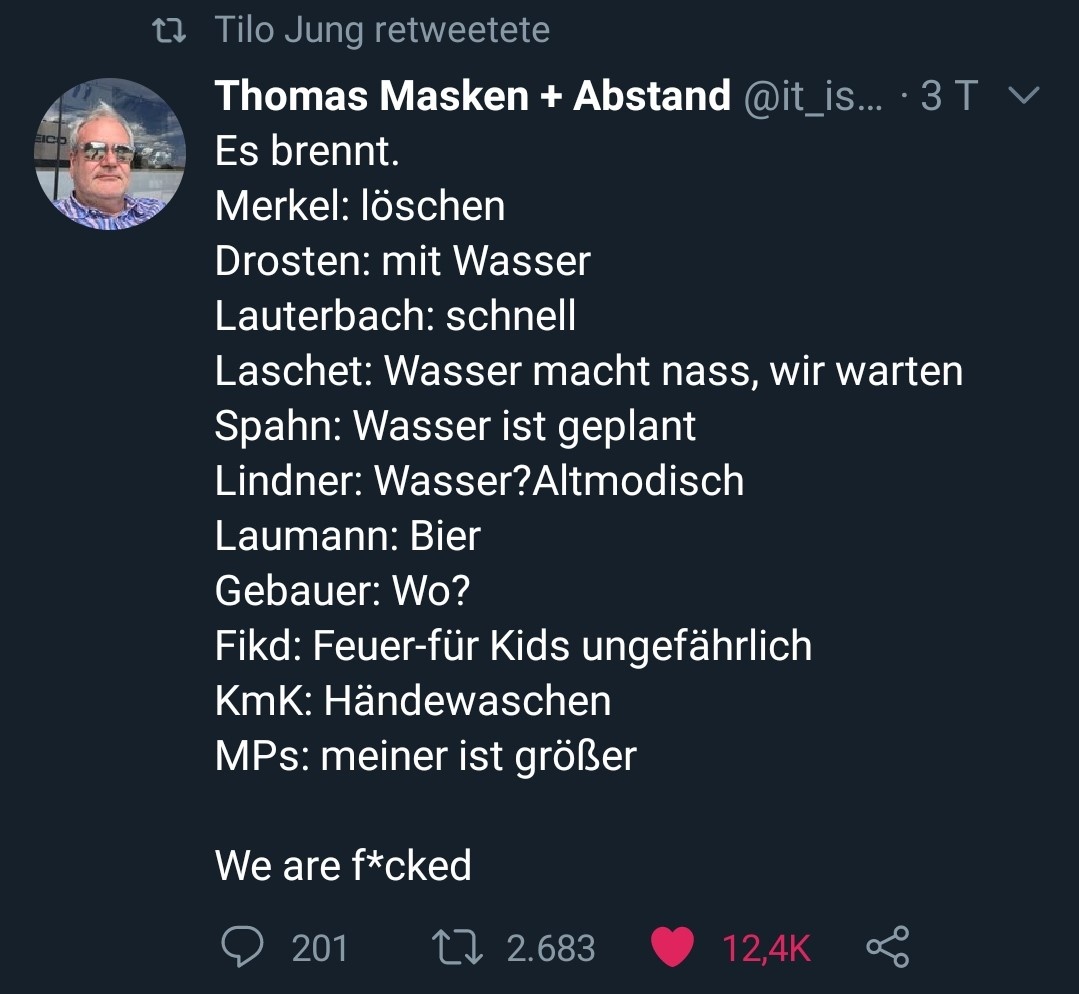 Tilo Jung retweetete
Thomas Masken + Abstand @it_is... · 3 T
Es brennt.
Merkel: löschen
Drosten: mit Wasser
Lauterbach: schnell
Laschet: Wasser macht nass, wir warten
Spahn: Wasser ist geplant
Lindner: Wasser?Altmodisch
Laumann: Bier
Gebauer: Wo?
Fikd: Feuer-für Kids ungefährlich
KmK: Händewaschen
MPs: meiner ist größer
We are f*cked
201 2.683 12,4K